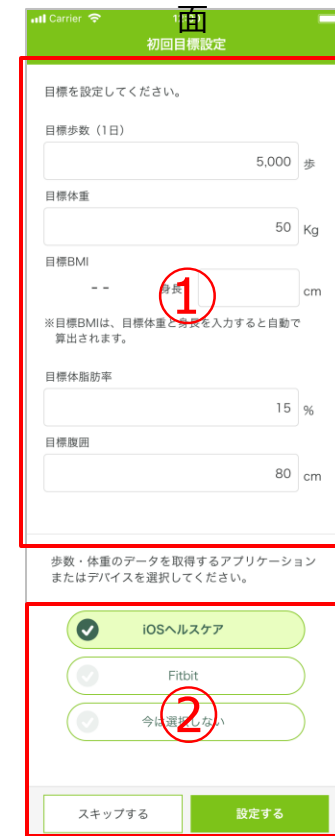 面
Carrier
初回目標設定
目標を設定してください。
目標歩数（1日）
5,000 歩
目標体重
50 Kg
目標BMI
-- 身長 cm
①
※目標BMIは、目標体重と身長を入力すると自動で
算出されます。
目標体脂肪率
15 %
目標腹囲
80 cm
歩数・体重のデータを取得するアプリケーション
またはデバイスを選択してください。
iOSヘルスケア
Fitbit
今は選択しない
②
スキップする 設定する